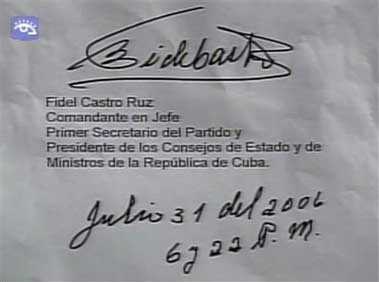 Fidel Castro Ruz
Comandante en Jefe
Primer Secretario del Partido y
Presidente de los Consejos de Estado y de
Ministros de la República de Cuba.
Julio 31 del 2006
6 y 22 P. M.